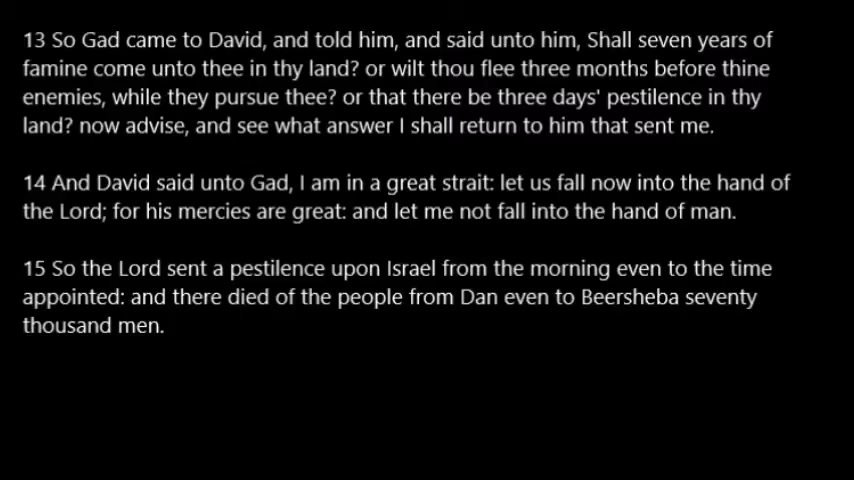 13 So Gad came to David, and told him, and said unto him, Shall seven years of
famine come unto thee in thy land? or wilt thou flee three months before thine
enemies, while they pursue thee? or that there be three days' pestilence in thy
land? now advise, and see what answer I shall return to him that sent me.
14 And David said unto Gad, I am in a great strait: let us fall now into the hand of
the Lord; for his mercies are great: and let me not fall into the hand of man.
15 So the Lord sent a pestilence upon Israel from the morning even to the time
appointed: and there died of the people from Dan even to Beersheba seventy
thousand men.